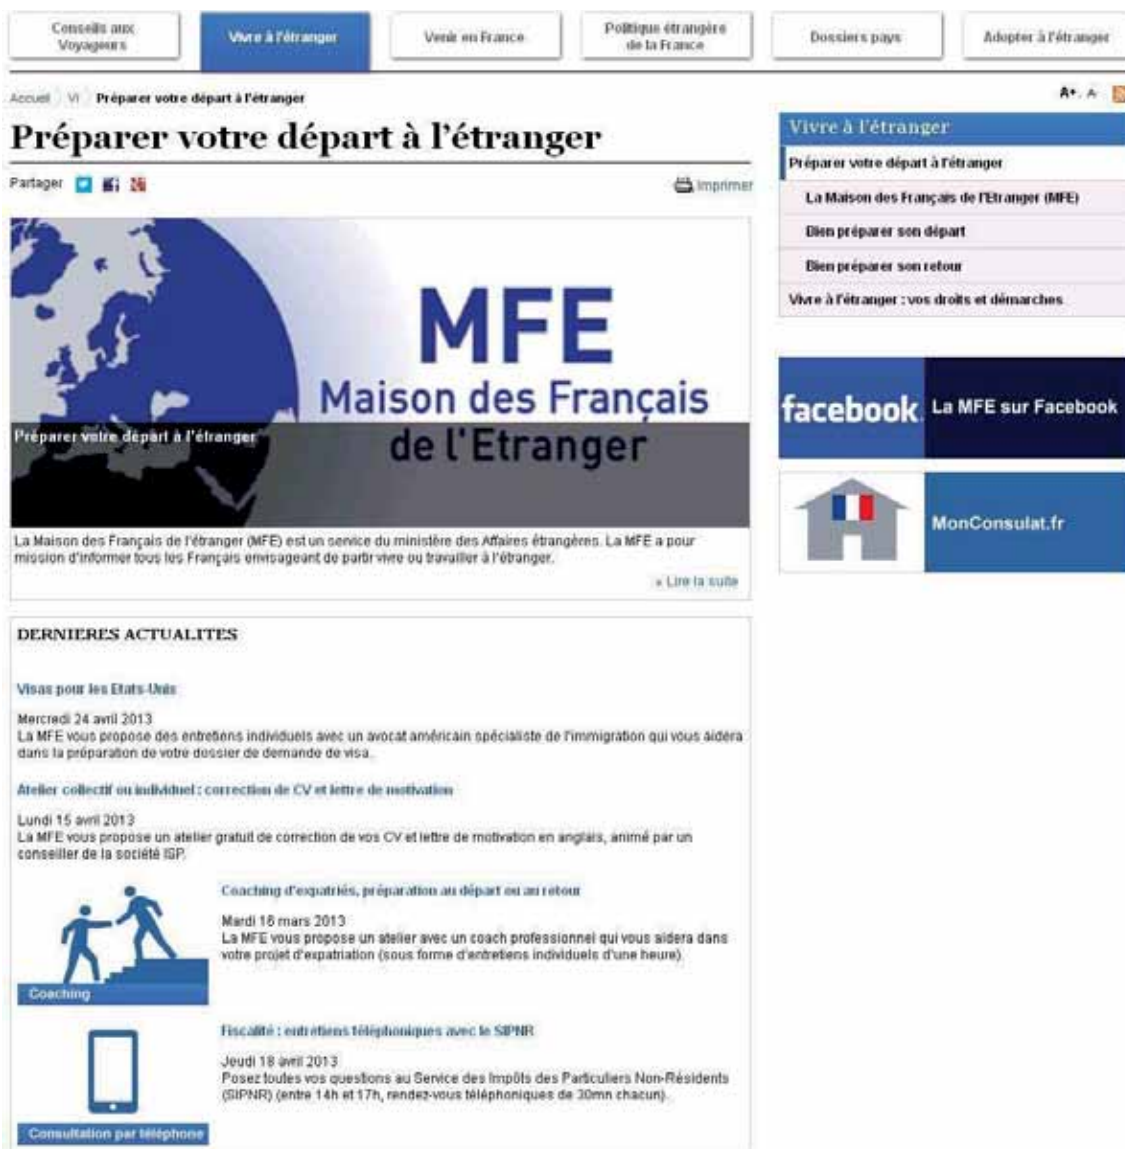 Conseils aux
Voyageurs
Vivre à l'étranger
Venir en France
Politique étrangère
de la France
Dossiers pays
Adopter à l'étranger
Accueil
VI
Préparer votre départ à l'étranger
A+
A-
Préparer votre départ à l'étranger
Partager
Imprimer
MFE
Maison des Français
de l'Etranger
Préparer votre départ à l'étranger
La Maison des Français de l'étranger (MFE) est un service du ministère des Affaires étrangères. La MFE a pour
mission d'informer tous les Français envisageant de partir vivre ou travailler à l'étranger.
» Lire la suite
DERNIERES ACTUALITES
Visas pour les Etats-Unis
Mercredi 24 avril 2013
La MFE vous propose des entretiens individuels avec un avocat américain spécialiste de l'immigration qui vous aidera
dans la préparation de votre dossier de demande de visa.
Atelier collectif ou individuel : correction de CV et lettre de motivation
Lundi 15 avril 2013
La MFE vous propose un atelier gratuit de correction de vos CV et lettre de motivation en anglais, animé par un
conseiller de la société ISP.
Coaching
Coaching d'expatriés, préparation au départ ou au retour
Mardi 16 mars 2013
La MFE vous propose un atelier avec un coach professionnel qui vous aidera dans
votre projet d'expatriation (sous forme d'entretiens individuels d'une heure).
Consultation par téléphone
Fiscalité : entretiens téléphoniques avec le SIPNR
Jeudi 18 avril 2013
Posez toutes vos questions au Service des Impôts des Particuliers Non-Résidents
(SIPNR) (entre 14h et 17h, rendez-vous téléphoniques de 30mn chacun).
Vivre à l'étranger
Préparer votre départ à l'étranger
La Maison des Français de l'Etranger (MFE)
Bien préparer son départ
Bien préparer son retour
Vivre à l'étranger : vos droits et démarches
facebook
La MFE sur Facebook
MonConsulat.fr